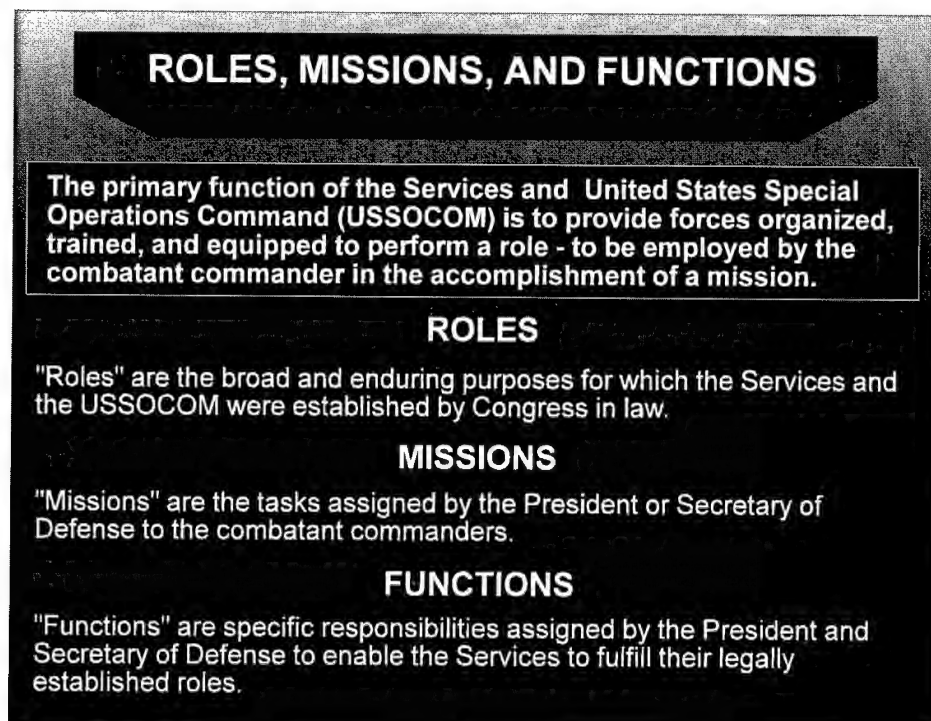 ROLES, MISSIONS, AND FUNCTIONS
The primary function of the Services and United States Special
Operations Command (USSOCOM) is to provide forces organized,
trained, and equipped to perform a role - to be employed by the
combatant commander in the accomplishment of a mission.
ROLES
"Roles" are the broad and enduring purposes for which the Services and
the USSOCOM were established by Congress in law.
MISSIONS
"Missions" are the tasks assigned by the President or Secretary of
Defense to the combatant commanders.
FUNCTIONS
"Functions" are specific responsibilities assigned by the President and
Secretary of Defense to enable the Services to fulfill their legally
established roles.